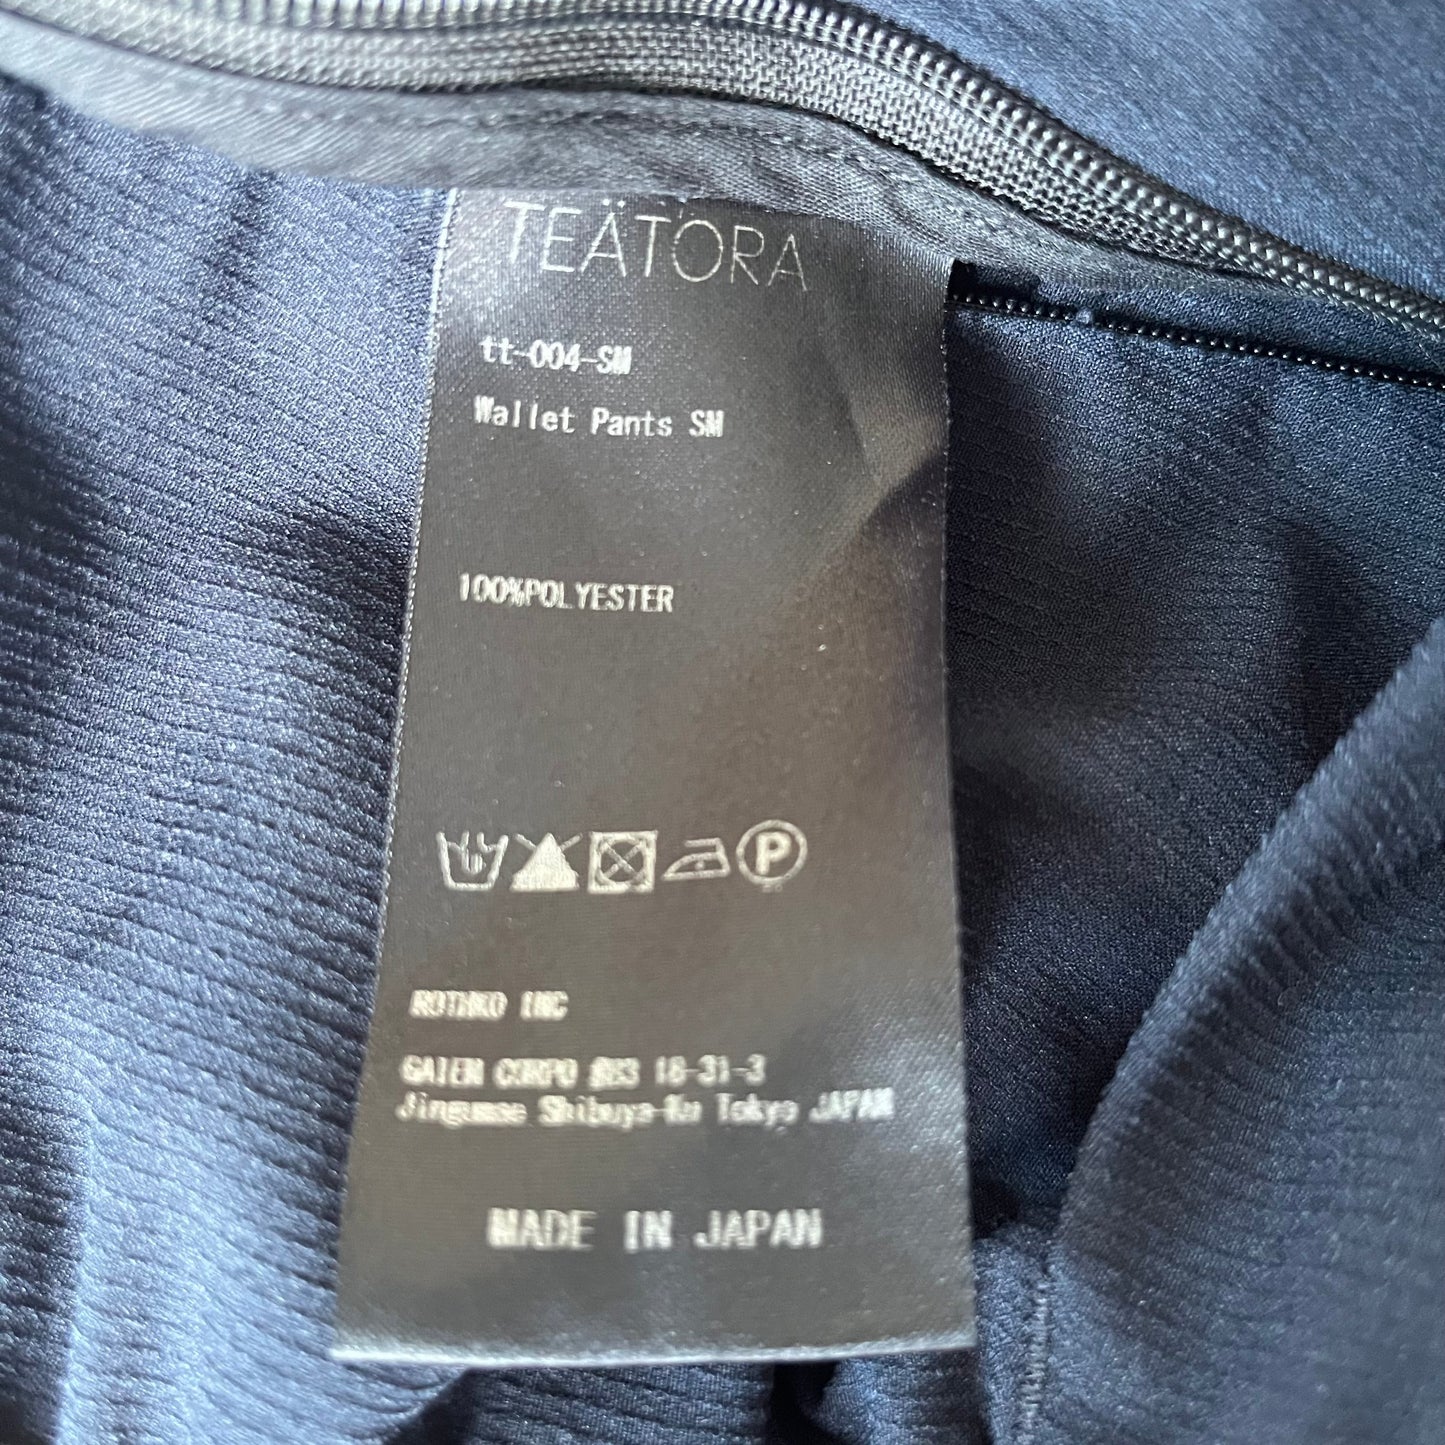 TEÄTORA
tt-004-SM
Wallet Pants SM
100%POLYESTER
P
ROTHKO INC
GAIEN CORPO 18-31-3
Jingumae Shibuya-Ku Tokyo JAPAN
MADE IN JAPAN